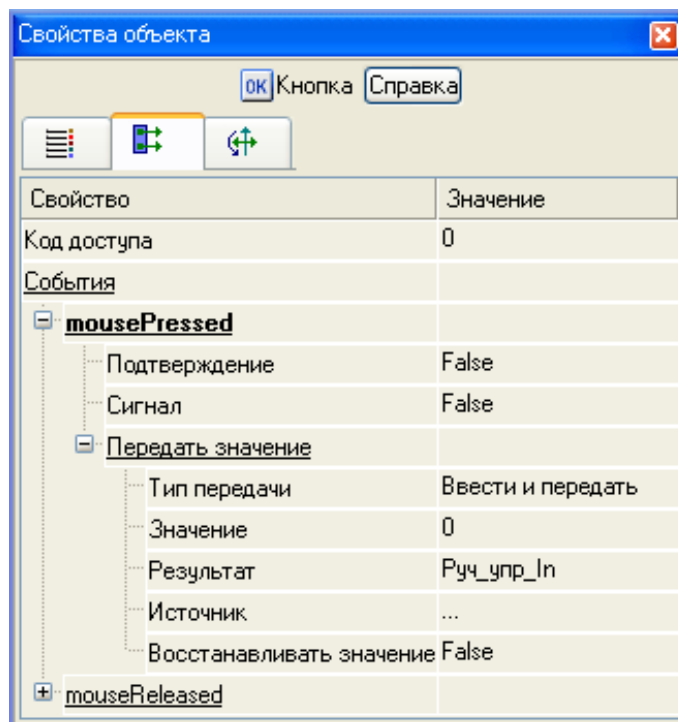 Свойства объекта
OK Кнопка Справка
Свойство Значение
Код доступа 0
События
mousePressed
Подтверждение False
Сигнал False
Передать значение
Тип передачи Ввести и передать
Значение 0
Результат Руч_упр_In
Источник ...
Восстанавливать значение False
mouseReleased